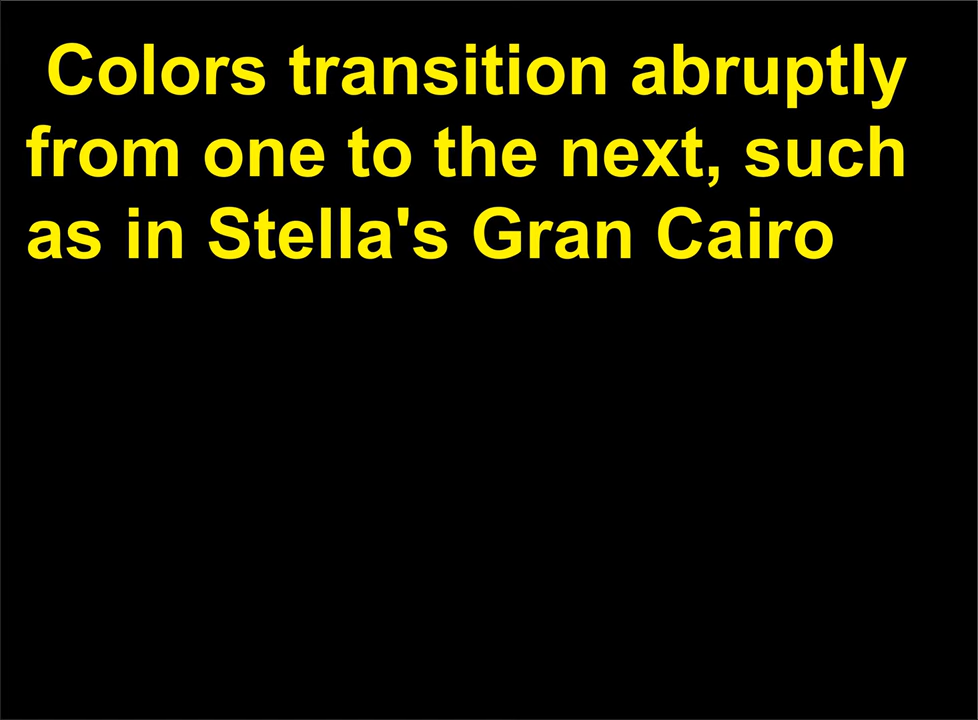 Colors transition abruptly
from one to the next, such
as in Stella's Gran Cairo